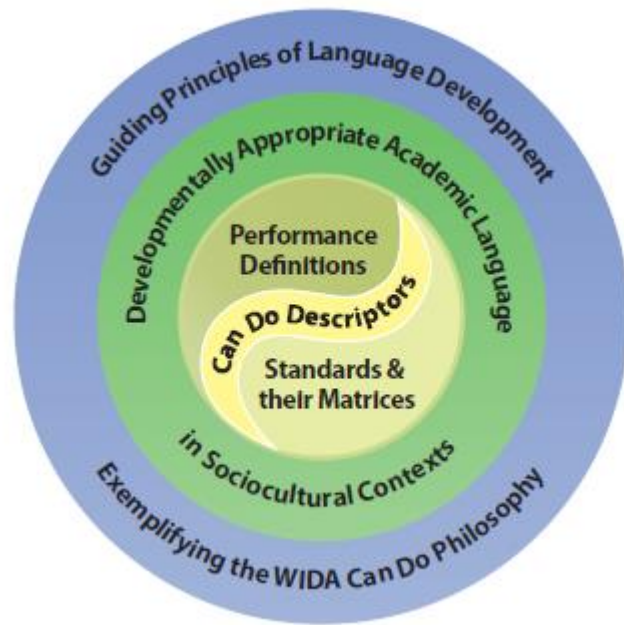 Guiding Principles of Language Development
Developmentally Appropriate Academic Language
Performance
Definitions
Can Do Descriptors
Standards &
their Matrices
in Sociocultural Contexts
Exemplifying the WIDA Can Do Philosophy